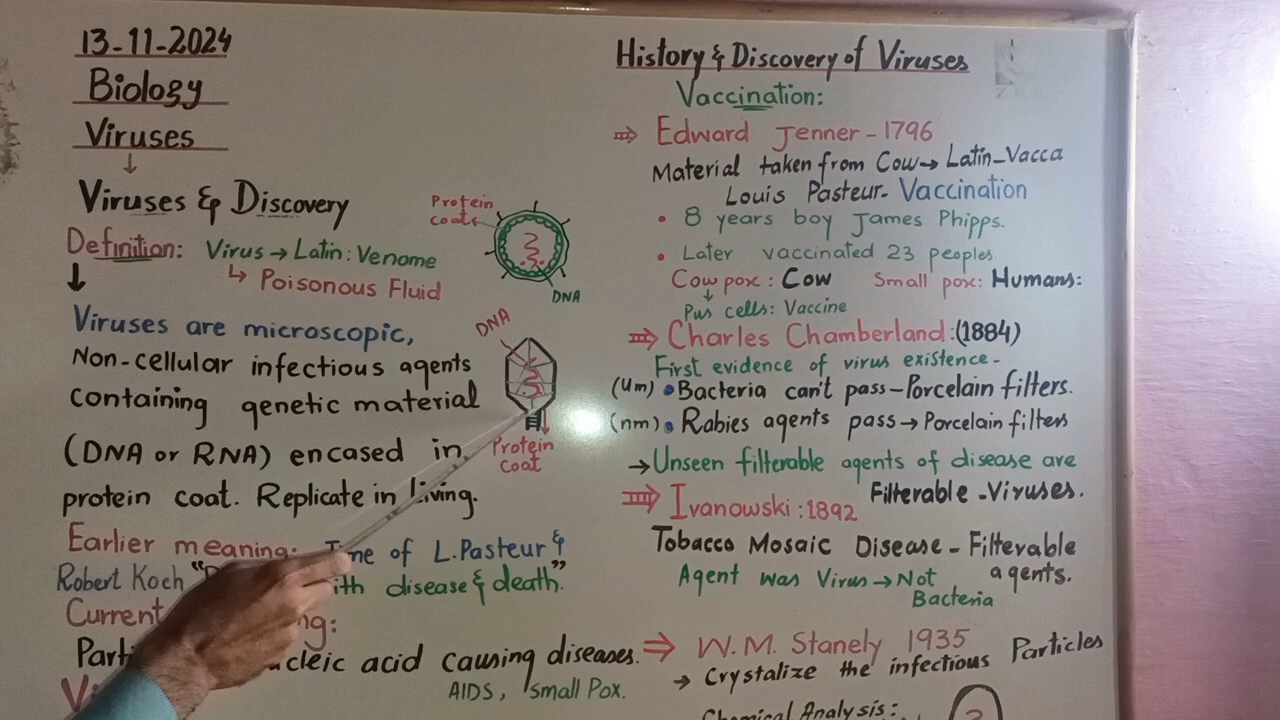 13-11-2024
Biology
Viruses
Viruses & Discovery
Definition: Virus → Latin: Venome
↳ Poisonous Fluid
Viruses are microscopic,
Non-cellular infectious agents
containing genetic material
(DNA or RNA) encased in
protein coat. Replicate in living.
Earlier meaning: Time of L.Pasteur &
Robert Koch " with disease & death."
Current
nucleic acid causing diseases.
AIDS, Small Pox.
Protein
coat
DNA
DNA
Protein
Coat
History & Discovery of Viruses
Vaccination:
⇒ Edward Jenner - 1796
Material taken from Cow → Latin-Vacca
Louis Pasteur- Vaccination
• 8 years boy James Phipps.
• Later vaccinated 23 peoples.
Cow pox: Cow Small pox: Humans:
↓
Pus cells: Vaccine
⇒ Charles Chamberland: (1884)
First evidence of virus existence-
(um) • Bacteria can't pass-Porcelain filters.
(nm) • Rabies agents pass → Porcelain filters
→ Unseen filterable agents of disease are
Filterable-Viruses.
⇒ Ivanowski: 1892
Tobacco Mosaic Disease - Filterable
agents.
Agent was Virus → Not
Bacteria
⇒ W.M. Stanely 1935
→ Crystalize the infectious Particles
Chemical Analysis: